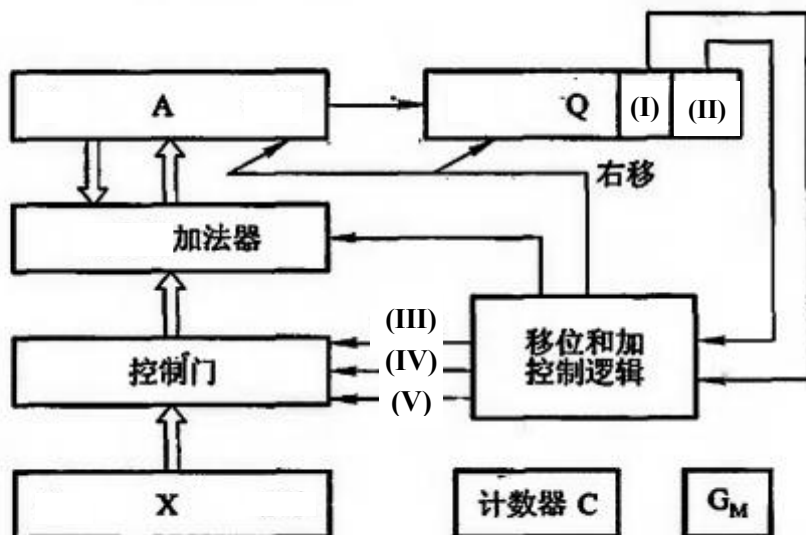 A
Q
(I)
(II)
右移
加法器
(III)
(IV)
(V)
控制门
移位和加
控制逻辑
X
计数器 C
G_M